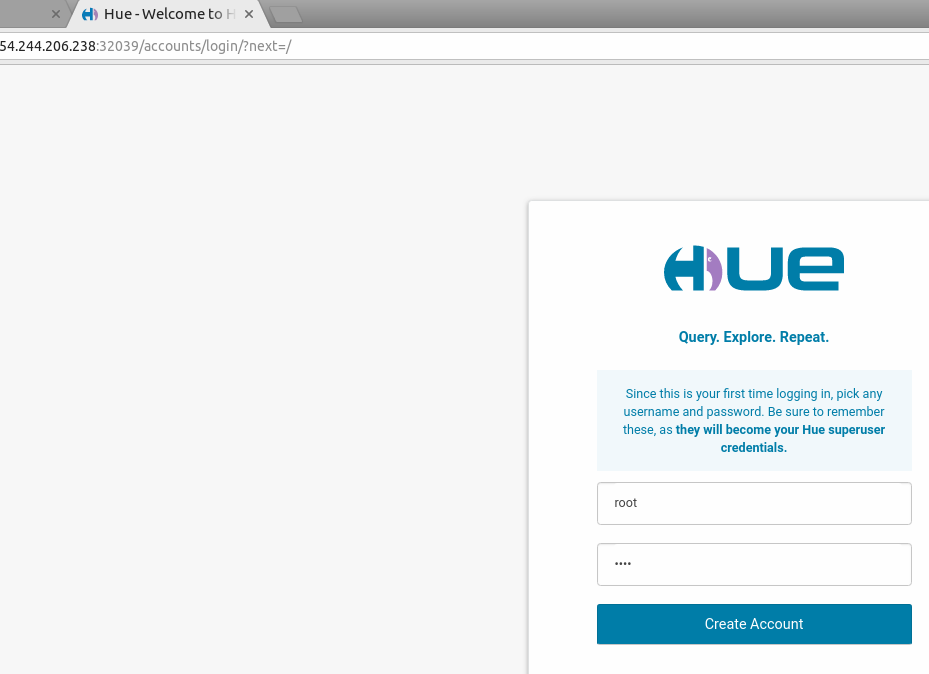 Hue - Welcome to H
54.244.206.238:32039/accounts/login/?next=/
HUE
Query. Explore. Repeat.
Since this is your first time logging in, pick any
username and password. Be sure to remember
these, as they will become your Hue superuser
credentials.
root
••••
Create Account